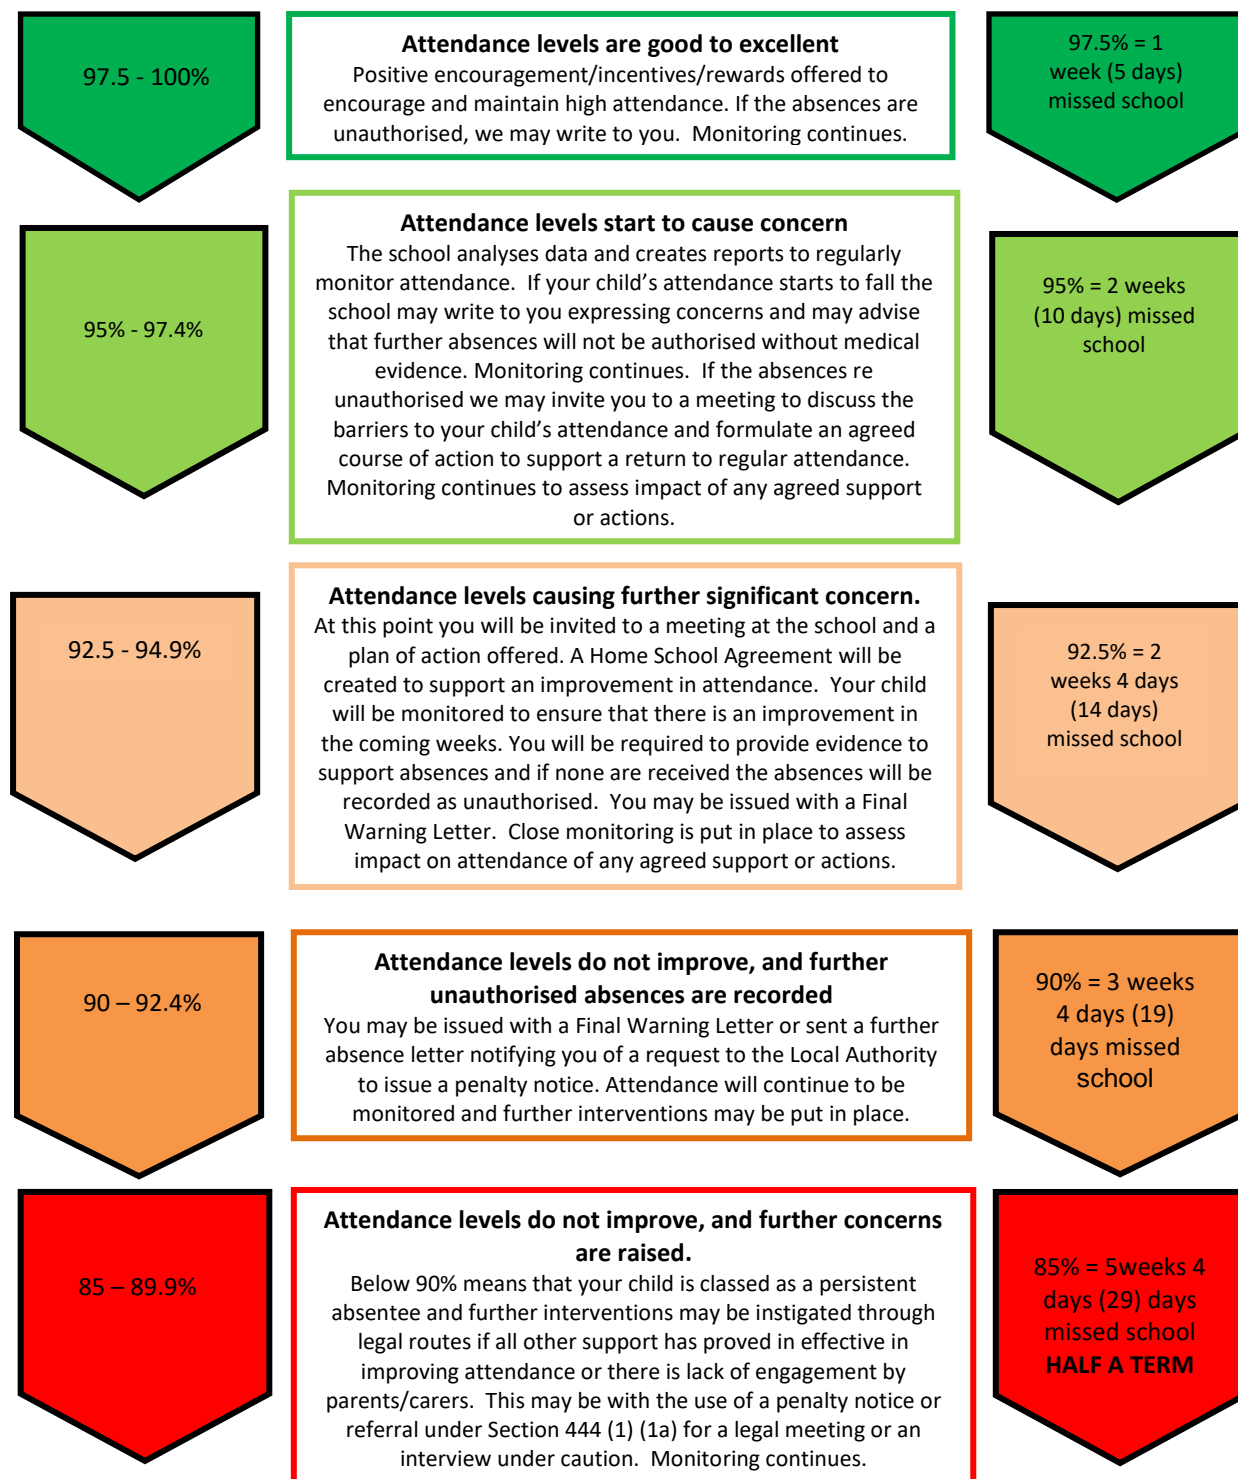 97.5 - 100%
Attendance levels are good to excellent
Positive encouragement/incentives/rewards offered to
encourage and maintain high attendance. If the absences are
unauthorised, we may write to you.  Monitoring continues.
97.5% = 1
week (5 days)
missed school
95% - 97.4%
Attendance levels start to cause concern
The school analyses data and creates reports to regularly
monitor attendance.  If your child’s attendance starts to fall the
school may write to you expressing concerns and may advise
that further absences will not be authorised without medical
evidence. Monitoring continues.  If the absences re
unauthorised we may invite you to a meeting to discuss the
barriers to your child’s attendance and formulate an agreed
course of action to support a return to regular attendance.
Monitoring continues to assess impact of any agreed support
or actions.
95% = 2 weeks
(10 days) missed
school
92.5 - 94.9%
Attendance levels causing further significant concern.
At this point you will be invited to a meeting at the school and a
plan of action offered. A Home School Agreement will be
created to support an improvement in attendance.  Your child
will be monitored to ensure that there is an improvement in
the coming weeks. You will be required to provide evidence to
support absences and if none are received the absences will be
recorded as unauthorised.  You may be issued with a Final
Warning Letter.  Close monitoring is put in place to assess
impact on attendance of any agreed support or actions.
92.5% = 2
weeks 4 days
(14 days)
missed school
90 – 92.4%
Attendance levels do not improve, and further
unauthorised absences are recorded
You may be issued with a Final Warning Letter or sent a further
absence letter notifying you of a request to the Local Authority
to issue a penalty notice. Attendance will continue to be
monitored and further interventions may be put in place.
90% = 3 weeks
4 days (19)
days missed
school
85 – 89.9%
Attendance levels do not improve, and further concerns
are raised.
Below 90% means that your child is classed as a persistent
absentee and further interventions may be instigated through
legal routes if all other support has proved in effective in
improving attendance or there is lack of engagement by
parents/carers.  This may be with the use of a penalty notice or
referral under Section 444 (1) (1a) for a legal meeting or an
interview under caution.  Monitoring continues.
85% = 5weeks 4
days (29) days
missed school
HALF A TERM